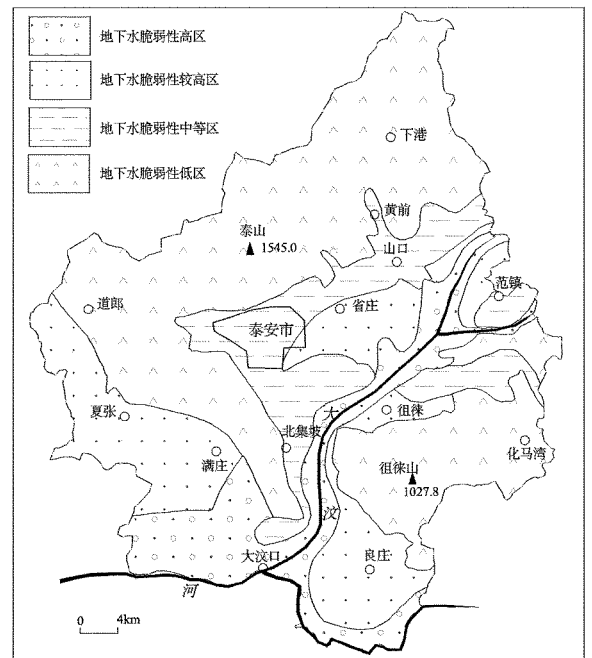 地下水脆弱性高区
地下水脆弱性较高区
地下水脆弱性中等区
地下水脆弱性低区
下港
黄前
泰山
1545.0
山口
范镇
道郎
省庄
泰安市
大
徂徕
夏张
北集坡
化马湾
满庄
徂徕山
1027.8
汶
大汶口
良庄
河
0 4km